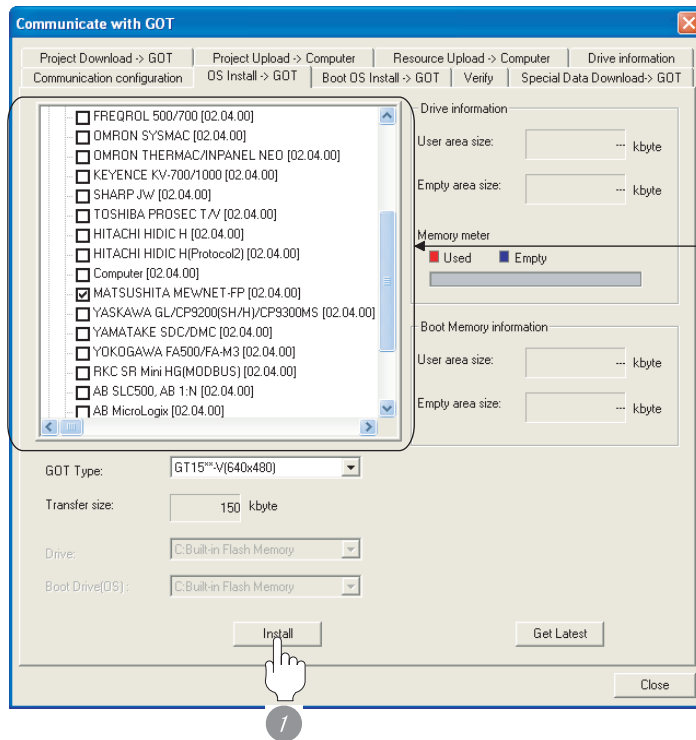 Communicate with GOT
Project Download -> GOT Project Upload -> Computer Resource Upload -> Computer Drive information
Communication configuration OS Install -> GOT Boot OS Install -> GOT Verify Special Data Download-> GOT
FREQROL 500/700 [02.04.00]
OMRON SYSMAC [02.04.00]
OMRON THERMAC/INPANEL NEO [02.04.00]
KEYENCE KV-700/1000 [02.04.00]
SHARP JW [02.04.00]
TOSHIBA PROSEC T/V [02.04.00]
HITACHI HIDIC H [02.04.00]
HITACHI HIDIC H(Protocol2) [02.04.00]
Computer [02.04.00]
MATSUSHITA MEWNET-FP [02.04.00]
YASKAWA GL/CP9200(SH/H)/CP9300MS [02.04.00]
YAMATAKE SDC/DMC [02.04.00]
YOKOGAWA FA500/FA-M3 [02.04.00]
RKC SR Mini HG(MODBUS) [02.04.00]
AB SLC500, AB 1:N [02.04.00]
AB MicroLogix [02.04.00]
Drive information
User area size: --- kbyte
Empty area size: --- kbyte
Memory meter
Used Empty
Boot Memory information
User area size: --- kbyte
Empty area size: --- kbyte
GOT Type: GT15**-V(640x480)
Transfer size: 150 kbyte
Drive: C:Built-in Flash Memory
Boot Drive(OS) : C:Built-in Flash Memory
Install Get Latest
Close
1